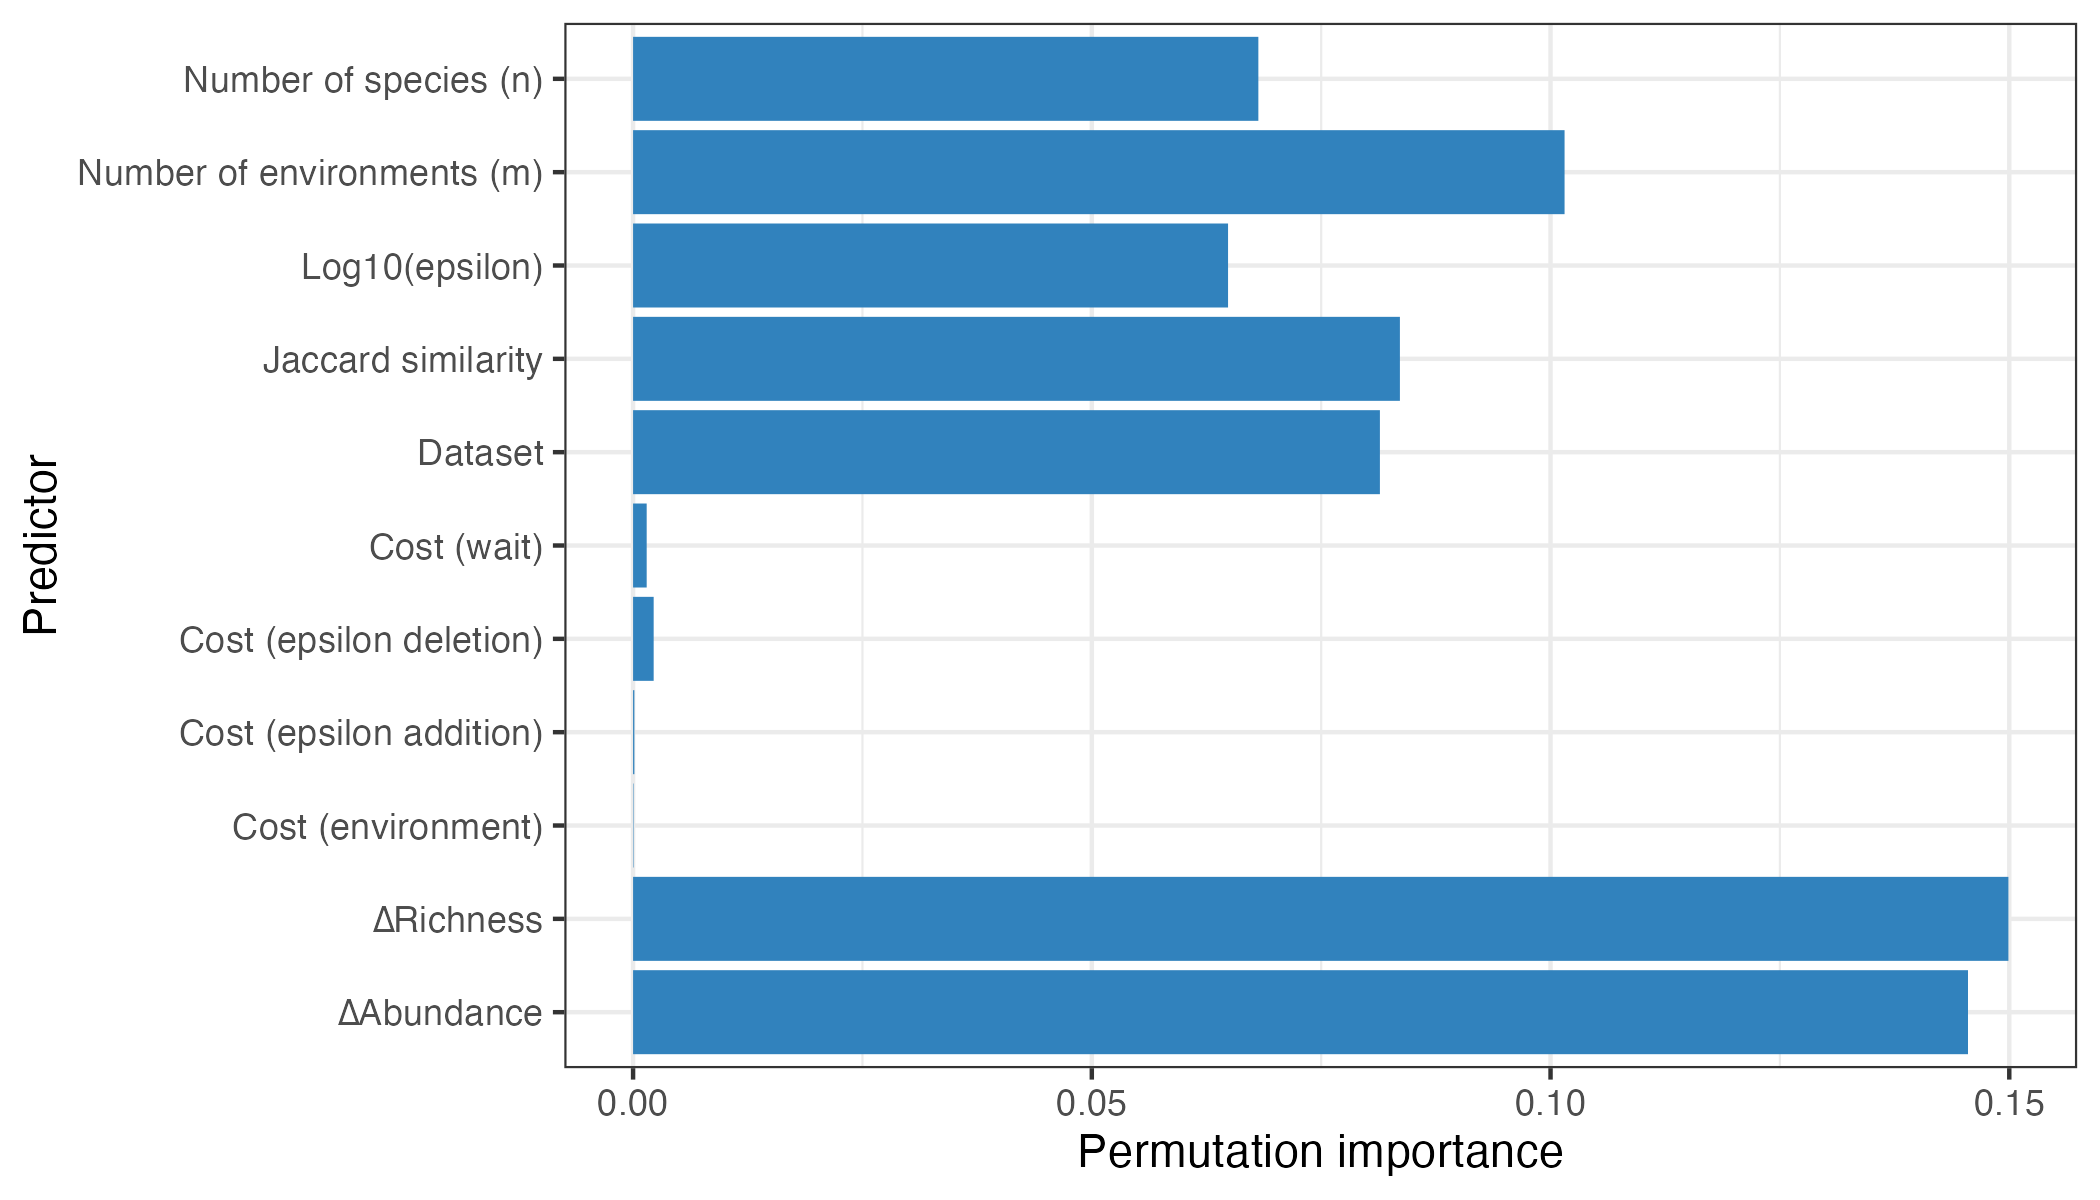 Number of species (n)
Number of environments (m)
Log10(epsilon)
Jaccard similarity
Dataset
Cost (wait)
Cost (epsilon deletion)
Cost (epsilon addition)
Cost (environment)
ΔRichness
ΔAbundance
Predictor
0.00
0.05
0.10
0.15
Permutation importance